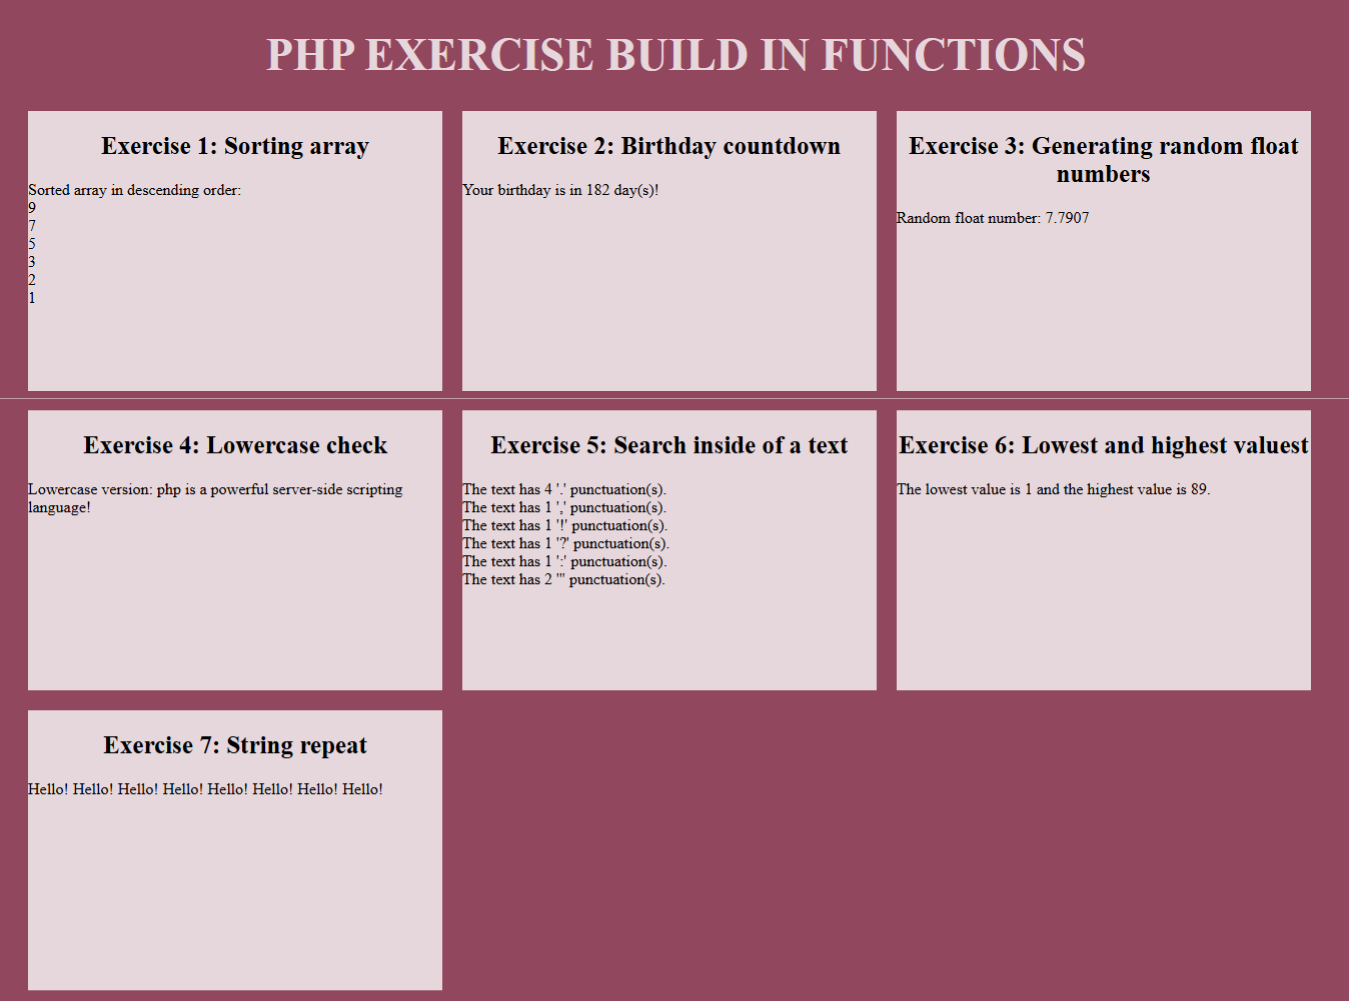 PHP EXERCISE BUILD IN FUNCTIONS
Exercise 1: Sorting array
Sorted array in descending order:
9
7
5
3
2
1
Exercise 2: Birthday countdown
Your birthday is in 182 day(s)!
Exercise 3: Generating random float
numbers
Random float number: 7.7907
Exercise 4: Lowercase check
Lowercase version: php is a powerful server-side scripting
language!
Exercise 5: Search inside of a text
The text has 4 '.' punctuation(s).
The text has 1 ',' punctuation(s).
The text has 1 '!' punctuation(s).
The text has 1 '?' punctuation(s).
The text has 1 ':' punctuation(s).
The text has 2 ''' punctuation(s).
Exercise 6: Lowest and highest valuest
The lowest value is 1 and the highest value is 89.
Exercise 7: String repeat
Hello! Hello! Hello! Hello! Hello! Hello! Hello! Hello!